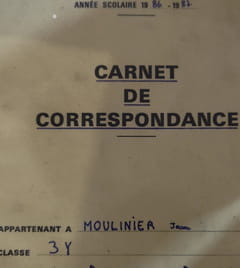 ANNÉE SCOLAIRE 19 86 - 19 87.
CARNET
DE
CORRESPONDANCE
APPARTENANT A MOULINIER
CLASSE 3 Y